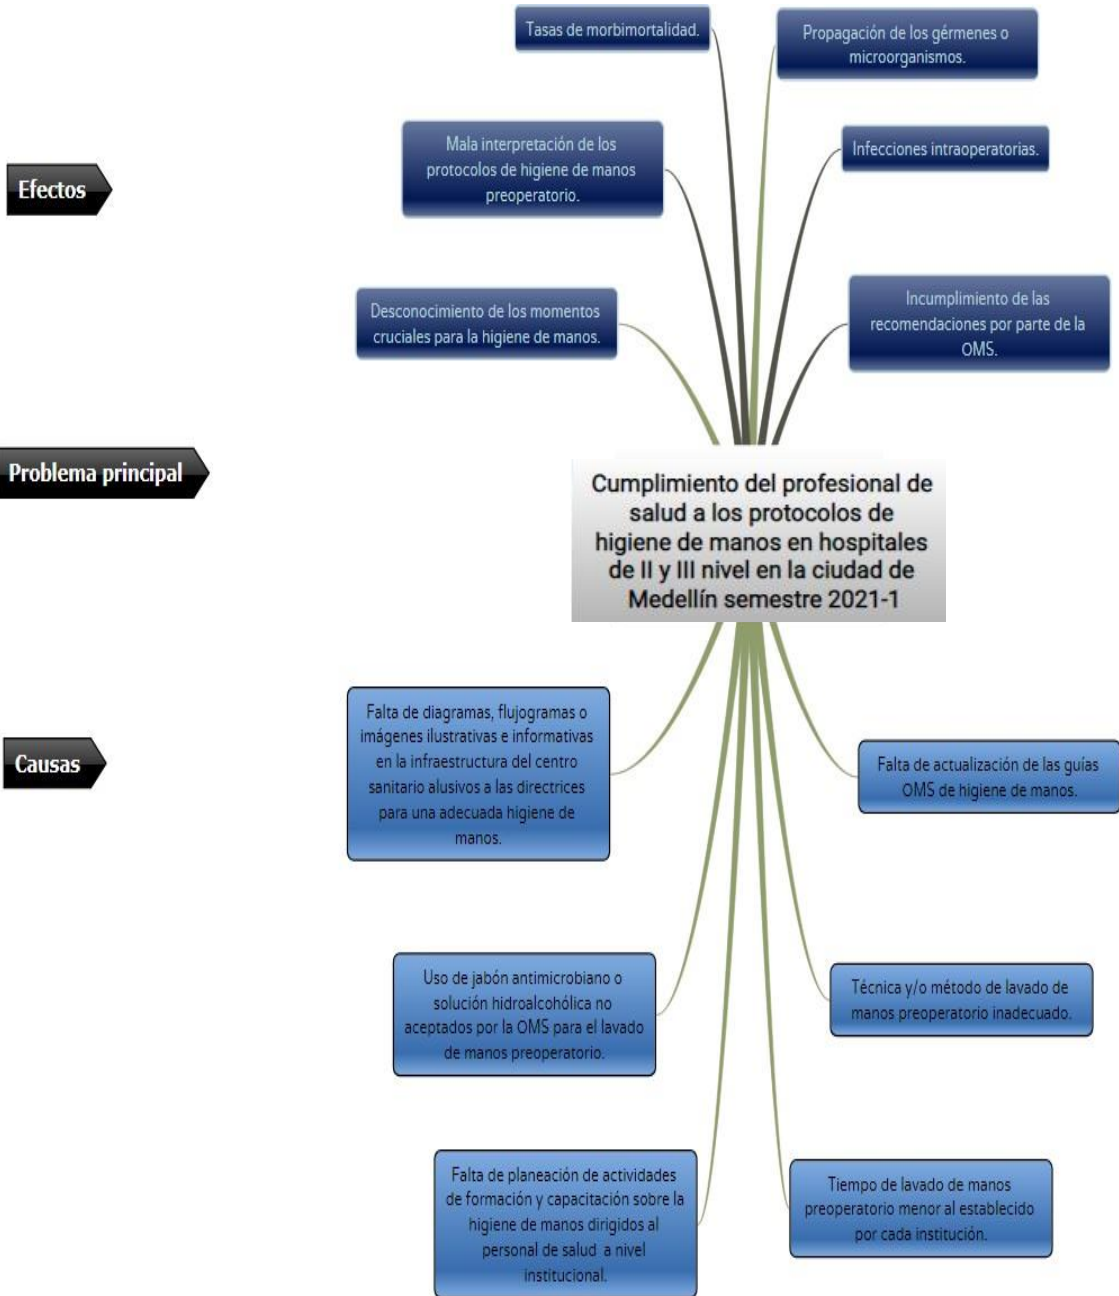 Tasas de morbimortalidad.
Propagación de los gérmenes o
microorganismos.
Mala interpretación de los
protocolos de higiene de manos
preoperatorio.
Infecciones intraoperatorias.
Efectos
Desconocimiento de los momentos
cruciales para la higiene de manos.
Incumplimiento de las
recomendaciones por parte de la
OMS.
Problema principal
Cumplimiento del profesional de
salud a los protocolos de
higiene de manos en hospitales
de II y III nivel en la ciudad de
Medellín semestre 2021-1
Causas
Falta de diagramas, flujogramas o
imágenes ilustrativas e informativas
en la infraestructura del centro
sanitario alusivos a las directrices
para una adecuada higiene de
manos.
Falta de actualización de las guías
OMS de higiene de manos.
Uso de jabón antimicrobiano o
solución hidroalcohólica no
aceptados por la OMS para el lavado
de manos preoperatorio.
Técnica y/o método de lavado de
manos preoperatorio inadecuado.
Falta de planeación de actividades
de formación y capacitación sobre la
higiene de manos dirigidos al
personal de salud a nivel
institucional.
Tiempo de lavado de manos
preoperatorio menor al establecido
por cada institución.